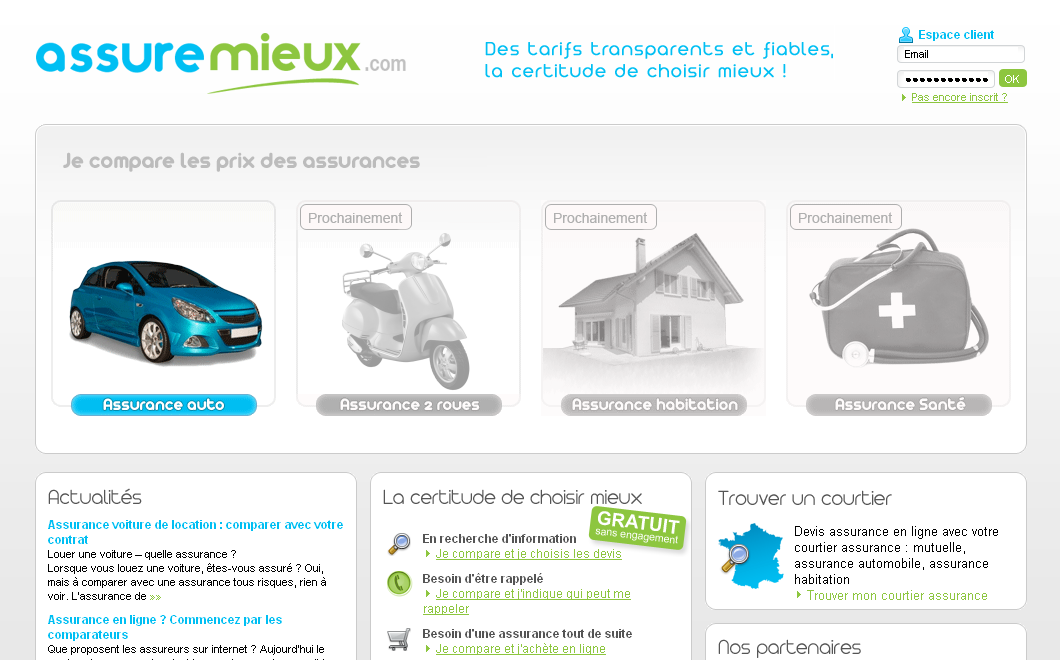 assuremieux.com
Des tarifs transparents et fiables,
la certitude de choisir mieux !
Espace client
Email
OK
Pas encore inscrit ?
Je compare les prix des assurances
Assurance auto
Prochainement
Assurance 2 roues
Prochainement
Assurance habitation
Prochainement
Assurance Santé
Actualités
Assurance voiture de location : comparer avec votre
contrat
Louer une voiture – quelle assurance ?
Lorsque vous louez une voiture, êtes-vous assuré ? Oui,
mais à comparer avec une assurance tous risques, rien à
voir. L'assurance de »»
Assurance en ligne ? Commencez par les
comparateurs
Que proposent les assureurs sur internet ? Aujourd'hui le
La certitude de choisir mieux
GRATUIT
sans engagement
En recherche d'information
Je compare et je choisis les devis
Besoin d'être rappelé
Je compare et j'indique qui peut me
rappeler
Besoin d'une assurance tout de suite
Je compare et j'achète en ligne
Trouver un courtier
Devis assurance en ligne avec votre
courtier assurance : mutuelle,
assurance automobile, assurance
habitation
Trouver mon courtier assurance
Nos partenaires